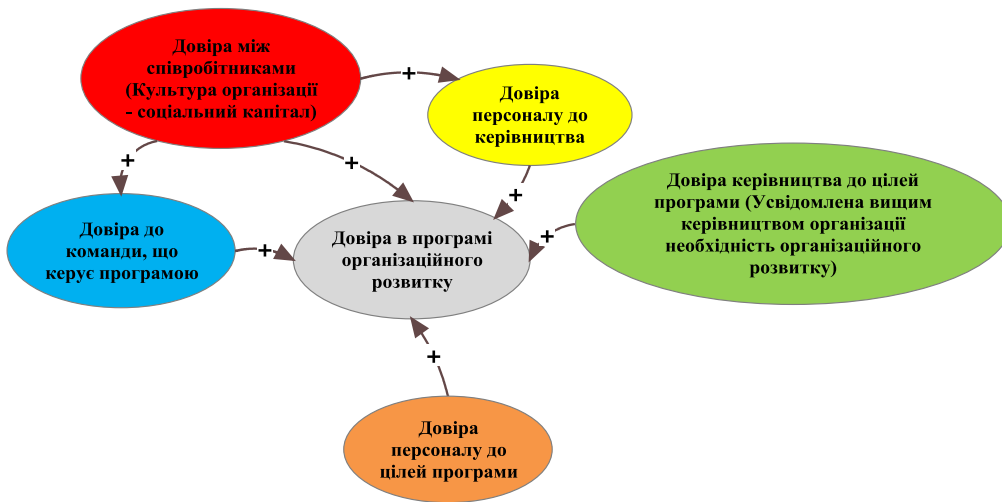 Довіра між
співробітниками
(Культура організації
- соціальний капітал)
+
Довіра
персоналу до
керівництва
+
+
+
Довіра керівництва до цілей
програми (Усвідомлена вищим
керівництвом організації
необхідність організаційного
розвитку)
Довіра до
команди, що
керує програмою
+
Довіра в програмі
організаційного
розвитку
+
+
Довіра
персоналу до
цілей програми